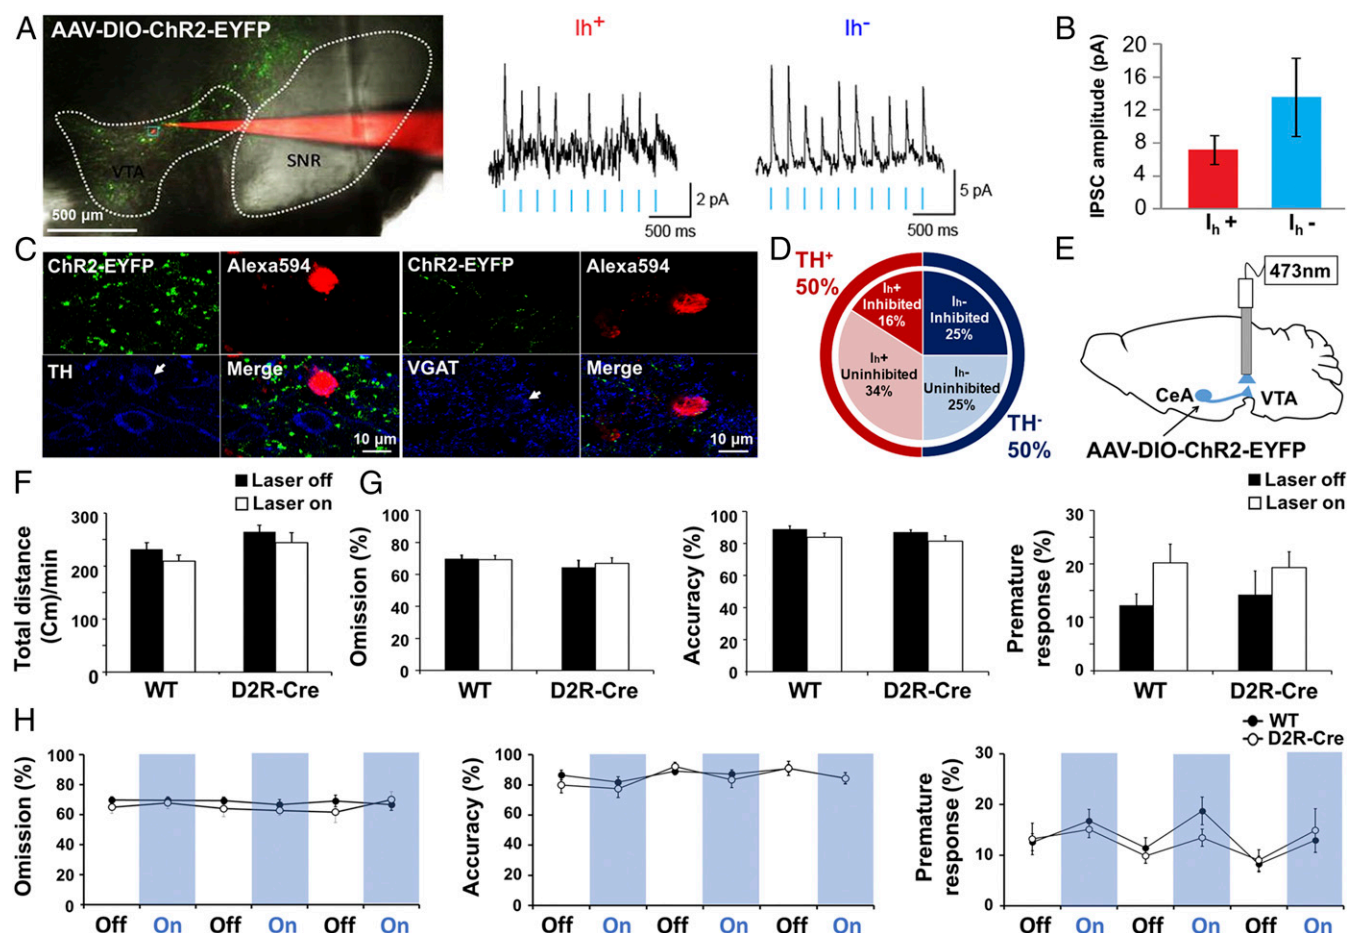 A
AAV-DIO-ChR2-EYFP
VTA
SNR
500 µm
Ih+
2 pA
500 ms
Ih-
5 pA
500 ms
B
IPSC amplitude (pA)
20
16
12
8
4
0
Ih +
Ih -
C
ChR2-EYFP
Alexa594
TH
Merge
10 µm
ChR2-EYFP
Alexa594
VGAT
Merge
10 µm
D
TH+
50%
Ih+
Inhibited
16%
Ih-
Inhibited
25%
Ih+
Uninhibited
34%
Ih-
Uninhibited
25%
TH-
50%
E
473nm
CeA
VTA
AAV-DIO-ChR2-EYFP
F
Laser off
Laser on
Total distance
(Cm)/min
300
200
100
0
WT
D2R-Cre
G
Omission (%)
100
80
60
40
20
0
WT
D2R-Cre
Accuracy (%)
100
80
60
40
20
0
WT
D2R-Cre
Laser off
Laser on
Premature
response (%)
30
20
10
0
WT
D2R-Cre
H
Omission (%)
100
80
60
40
20
0
Off On Off On Off On
Accuracy (%)
100
80
60
40
20
0
Off On Off On Off On
WT
D2R-Cre
Premature
response (%)
30
20
10
0
Off On Off On Off On